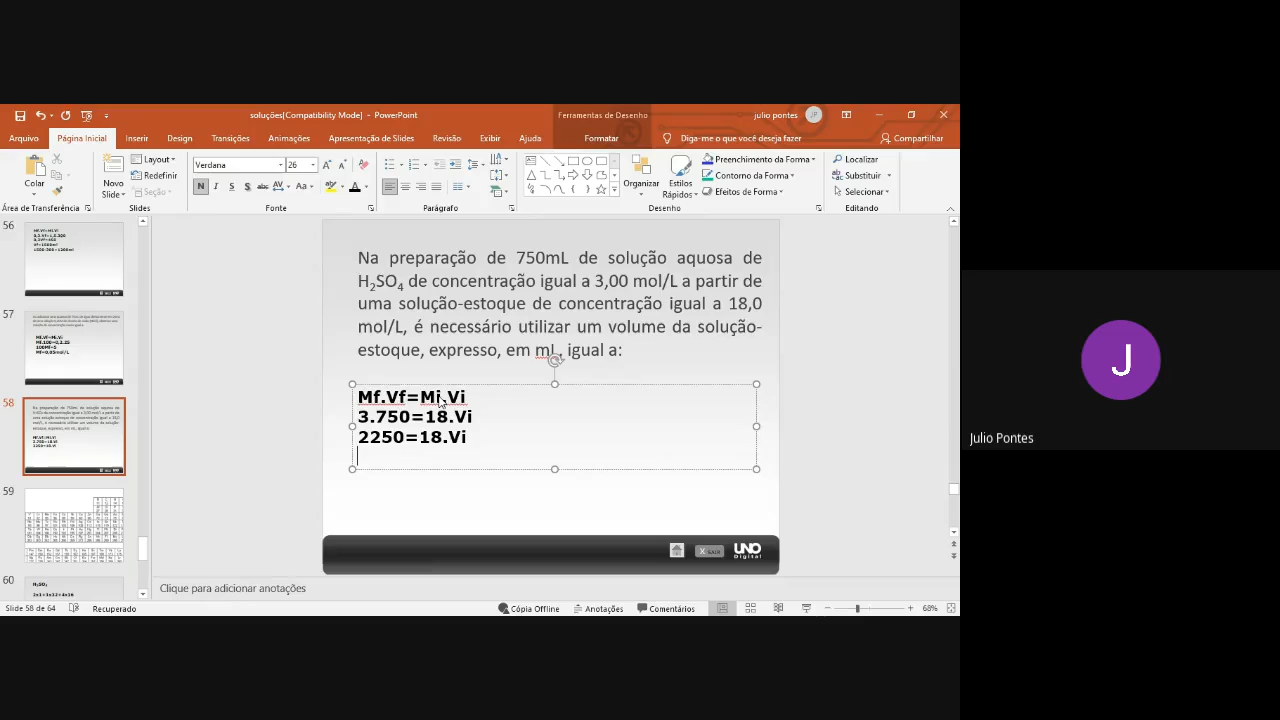 soluções[Compatibility Mode] - PowerPoint
Ferramentas de Desenho
julio pontes
JP
Arquivo
Página Inicial
Inserir
Design
Transições
Animações
Apresentação de Slides
Revisão
Exibir
Ajuda
Formatar
Diga-me o que você deseja fazer
Compartilhar
Colar
Novo
Slide
Layout
Redefinir
Seção
Verdana
26
N I S S abc AV Aa
A
Organizar
Estilos
Rápidos
Preenchimento da Forma
Contorno da Forma
Efeitos de Forma
Localizar
Substituir
Selecionar
Área de Transferência
Slides
Fonte
Parágrafo
Desenho
Editando
56
57
58
59
60
H₂SO₄
Na preparação de 750mL de solução aquosa de
H₂SO₄ de concentração igual a 3,00 mol/L a partir de
uma solução-estoque de concentração igual a 18,0
mol/L, é necessário utilizar um volume da solução-
estoque, expresso, em mL, igual a:
Mf.Vf=Mi.Vi
3.750=18.Vi
2250=18.Vi
X SAIR
UNO
Digital
Clique para adicionar anotações
Slide 58 de 64
Recuperado
Cópia Offline
Anotações
Comentários
68%
J
Julio Pontes